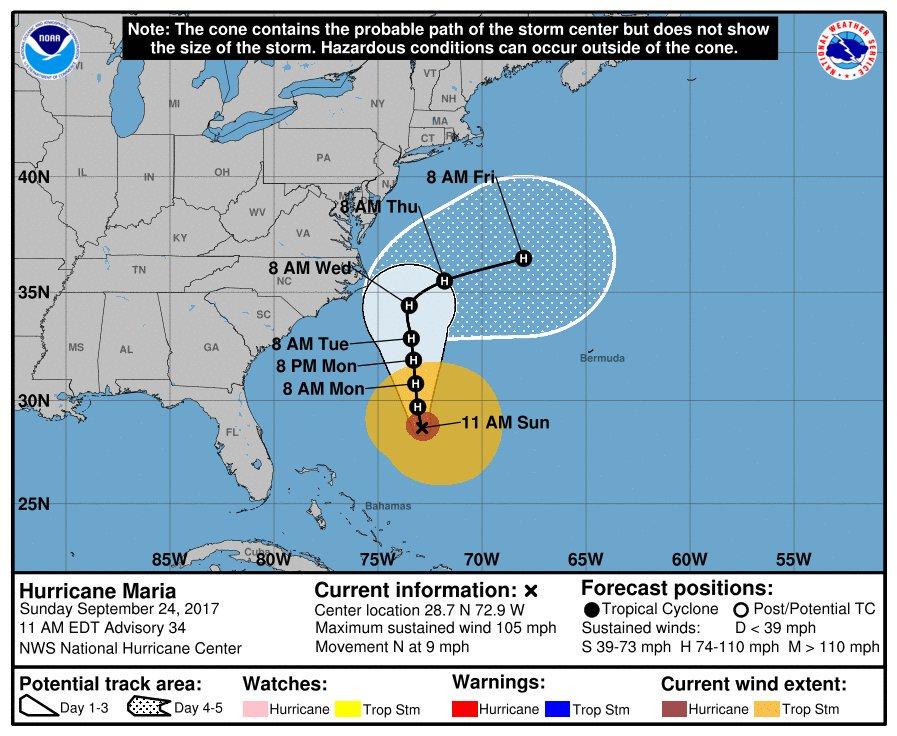 Note: The cone contains the probable path of the storm center but does not show
the size of the storm. Hazardous conditions can occur outside of the cone.
NOAA
NATIONAL WEATHER SERVICE
VT
MI
NY
NH
MA
CT
RI
PA
IL
IN
OH
NJ
40N
8 AM Fri
8 AM Thu
WV
VA
KY
8 AM Wed
TN
NC
35N
SC
MS
AL
GA
8 AM Tue
8 PM Mon
8 AM Mon
Bermuda
30N
11 AM Sun
FL
25N
Bahamas
Cuba
85W
80W
75W
70W
65W
60W
55W
H
H
H
H
H
H
H
Hurricane Maria
Sunday September 24, 2017
11 AM EDT Advisory 34
NWS National Hurricane Center
Current information: ×
Center location 28.7 N 72.9 W
Maximum sustained wind 105 mph
Movement N at 9 mph
Forecast positions:
Tropical Cyclone Post/Potential TC
Sustained winds: D < 39 mph
S 39-73 mph H 74-110 mph M > 110 mph
Potential track area:
Day 1-3 Day 4-5
Watches:
Hurricane Trop Stm
Warnings:
Hurricane Trop Stm
Current wind extent:
Hurricane Trop Stm